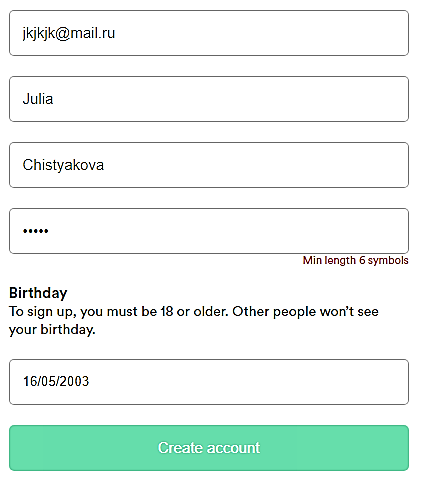 jkjkjk@mail.ru
Julia
Chistyakova
•••••
Min length 6 symbols
Birthday
To sign up, you must be 18 or older. Other people won’t see
your birthday.
16/05/2003
Create account